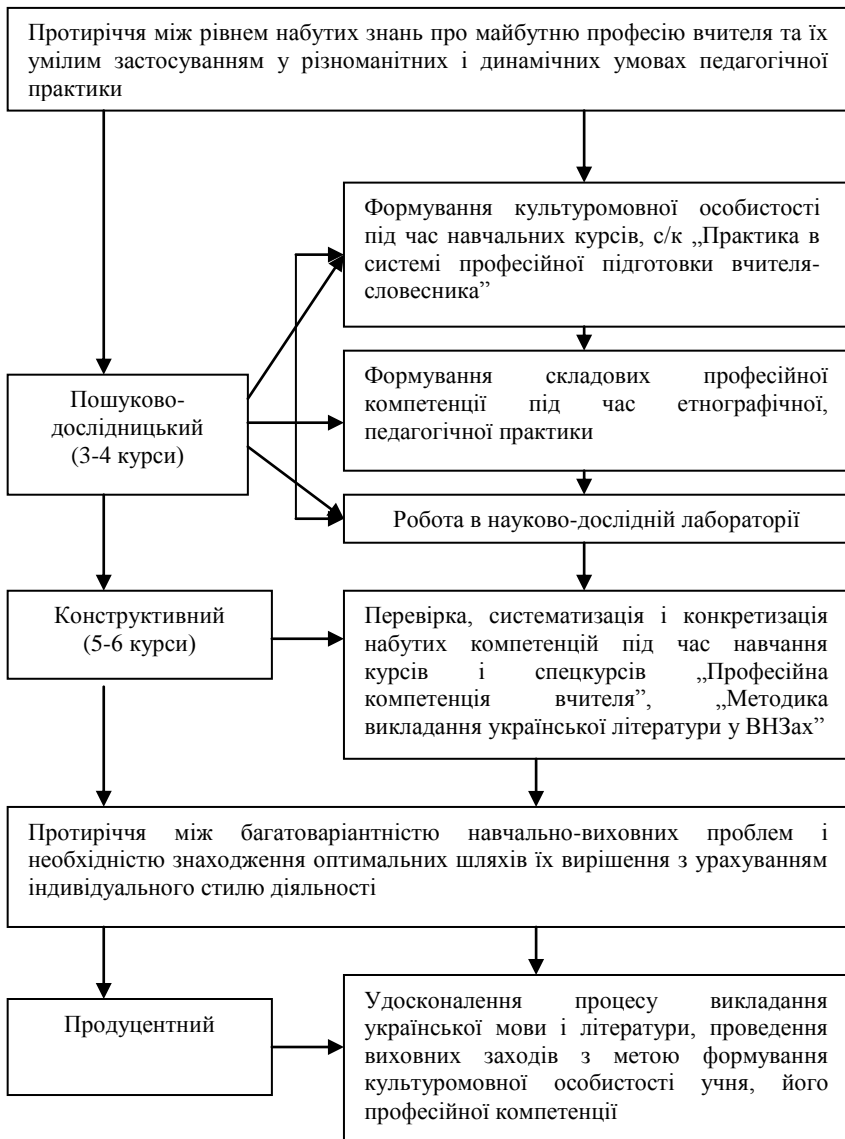 Протиріччя між рівнем набутих знань про майбутню професію вчителя та їх
умілим застосуванням у різноманітних і динамічних умовах педагогічної
практики
Формування культуромовної особистості
під час навчальних курсів, с/к „Практика в
системі професійної підготовки вчителя-
словесника”
Пошуково-
дослідницький
(3-4 курси)
Формування складових професійної
компетенції під час етнографічної,
педагогічної практики
Робота в науково-дослідній лабораторії
Конструктивний
(5-6 курси)
Перевірка, систематизація і конкретизація
набутих компетенцій під час навчання
курсів і спецкурсів „Професійна
компетенція вчителя”, „Методика
викладання української літератури у ВНЗах”
Протиріччя між багатоваріантністю навчально-виховних проблем і
необхідністю знаходження оптимальних шляхів їх вирішення з урахуванням
індивідуального стилю діяльності
Продуцентний
Удосконалення процесу викладання
української мови і літератури, проведення
виховних заходів з метою формування
культуромовної особистості учня, його
професійної компетенції